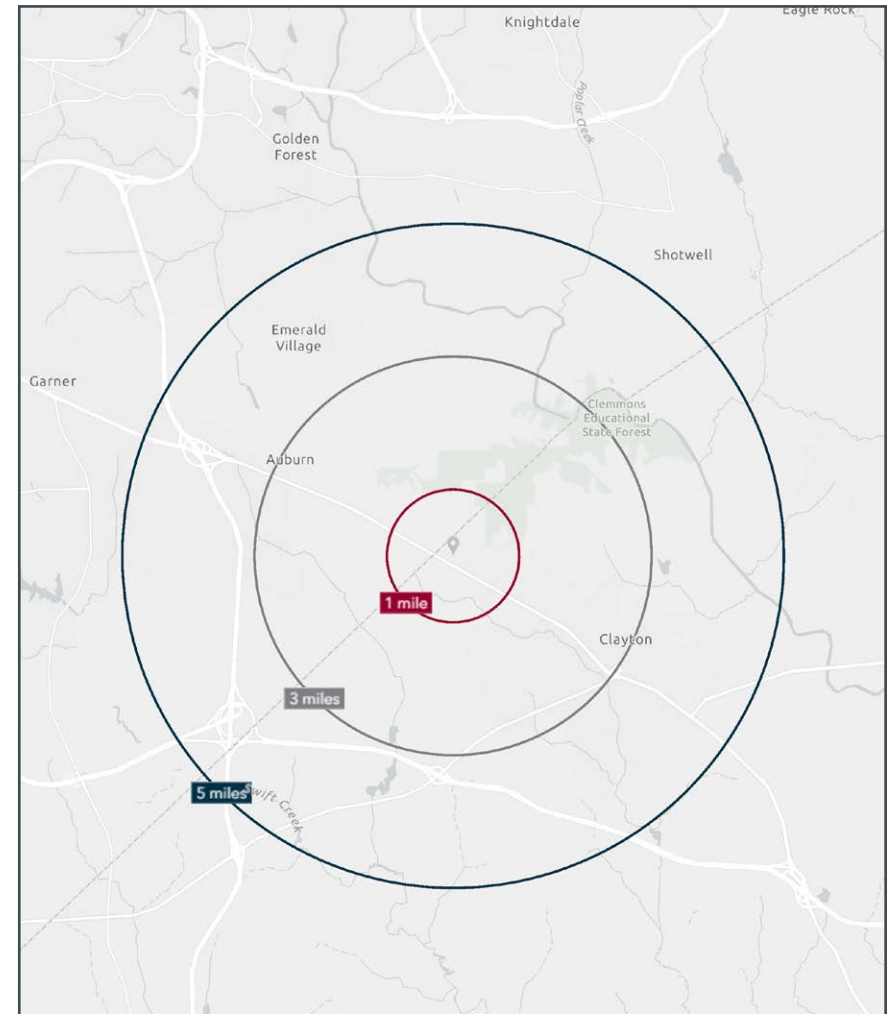 Knightdale
Eagle Rock
Poplar Creek
Golden
Forest
Shotwell
Emerald
Village
Garner
Clemmons
Educational
State Forest
Auburn
1 mile
Clayton
3 miles
5 miles
Swift Creek